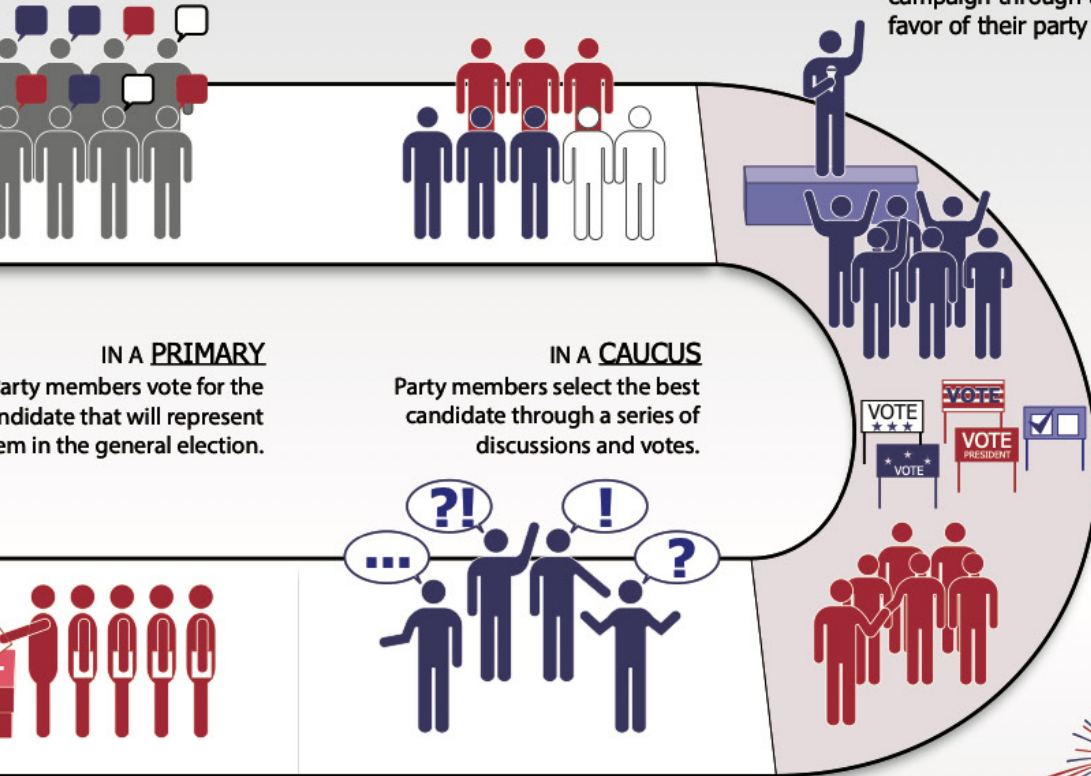 favor of their party
IN A PRIMARY
arty members vote for the
ndidate that will represent
em in the general election.
IN A CAUCUS
Party members select the best
candidate through a series of
discussions and votes.
VOTE
VOTE
VOTE
PRESIDENT
VOTE
?!
!
...
?